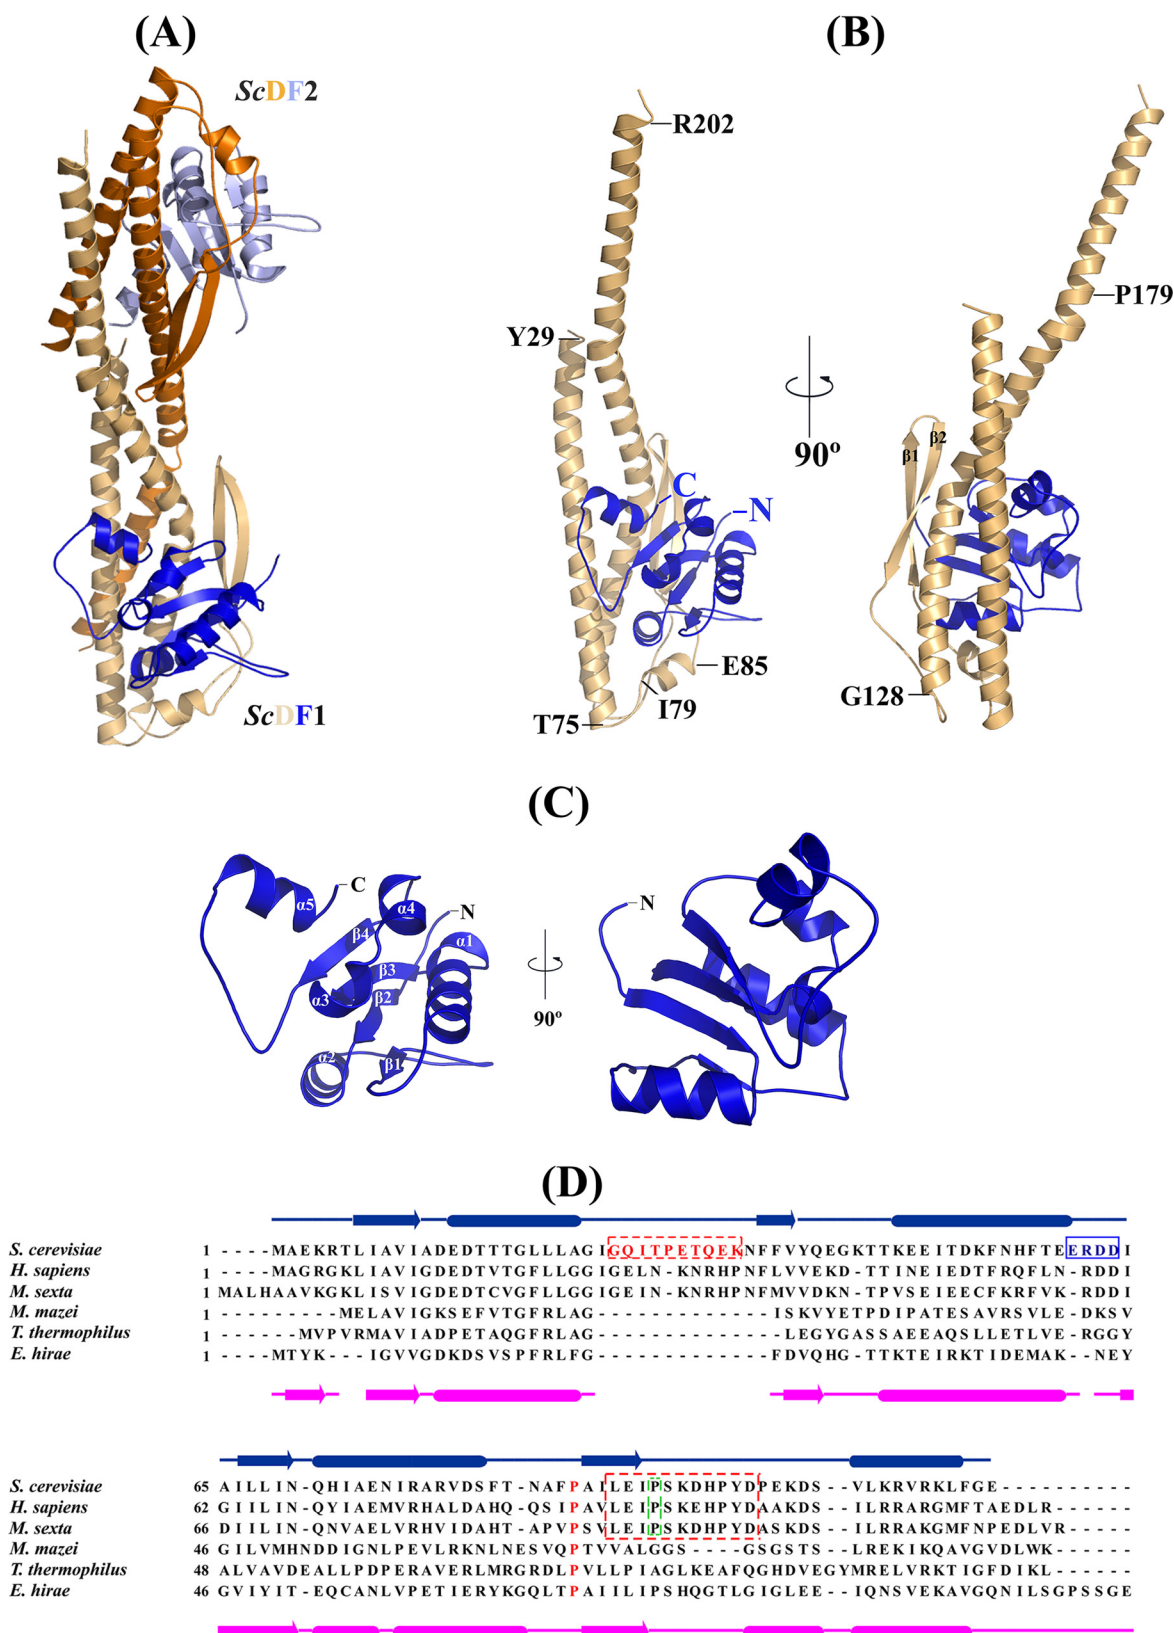 (A)
(B)
ScDF2
R202
P179
Y29
90º
β1
β2
C
N
E85
I79
T75
G128
ScDF1
(C)
C
N
α5
α4
β4
α1
β3
α3
β2
α2
β1
90º
N
(D)
S. cerevisiae 1 ----MAEKRTLIAVIADEDTTTGLLLAGIGQITPETQEKNFFVYQEGKTTKEEITDKFNHFTEERDDI
H. sapiens 1 ----MAGRGKLIAVIGDEDTVTGFLLGGIGELN-KNRHPNFLVVEKD-TTINEIEDTFRQFLN-RDDI
M. sexta 1 MALHAAVKGKLISVIGDEDTCVGFLLGGIGEIN-KNRHPNFMVVDKN-TPVSEIEECFKRFVK-RDDI
M. mazei 1 ---------MELAVIGKSEFVTGFRLAG-------------ISKVYETPDIPATESAVRSVLE-DKSV
T. thermophilus 1 ------MVPVRMAVIADPETAQGFRLAG--------------LEGYGASSAEEAQSLLETLVE-RGGY
E. hirae 1 ----MTYK---IGVVGDKDSVSPFRLFG-------------FDVQHG-TTKTEIRKTIDEMAK--NEY
S. cerevisiae 65 AILLIN-QHIAENIRARVDSFT-NAFPAILEIPSKDHPYDPEKDS--VLKRVRKLFGE----------
H. sapiens 62 GIILIN-QYIAEMVRHALDAHQ-QSIPAVLEIPSKEHPYDAAKDS--ILRRARGMFTAEDLR------
M. sexta 66 DIILIN-QNVAELVRHVIDAHT-APVPSVLEIPSKDHPYDASKDS--ILRRAKGMFNPEDLVR-----
M. mazei 46 GILVMHNDDIGNLPEVLRKNLNESVQPTVVALGGS----GSGSTS--LREKIKQAVGVDLWK------
T. thermophilus 48 ALVAVDEALLPDPERAVERLMRGRDLPVLLPIAGLKEAFQGHDVEGYMRELVRKTIGFDIKL------
E. hirae 46 GVIYIT-EQCANLVPETIERYKGQLTPAIILIPSHQGTLGIGLEE--IQNSVEKAVGQNILSGPSSGE